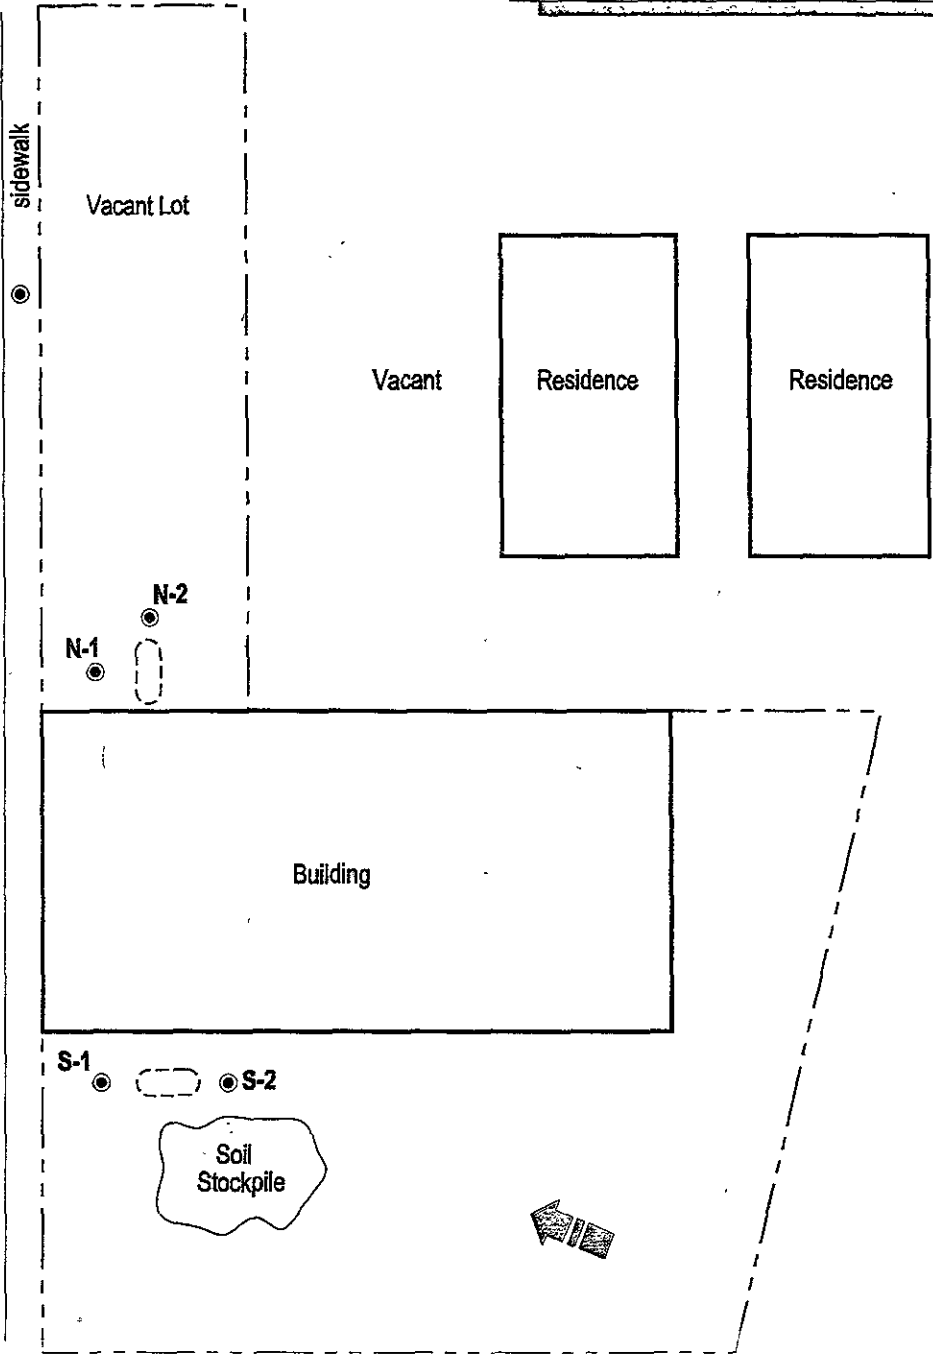 sidewalk
Vacant Lot
Vacant
Residence
Residence
N-2
N-1
Building
S-1
S-2
Soil
Stockpile